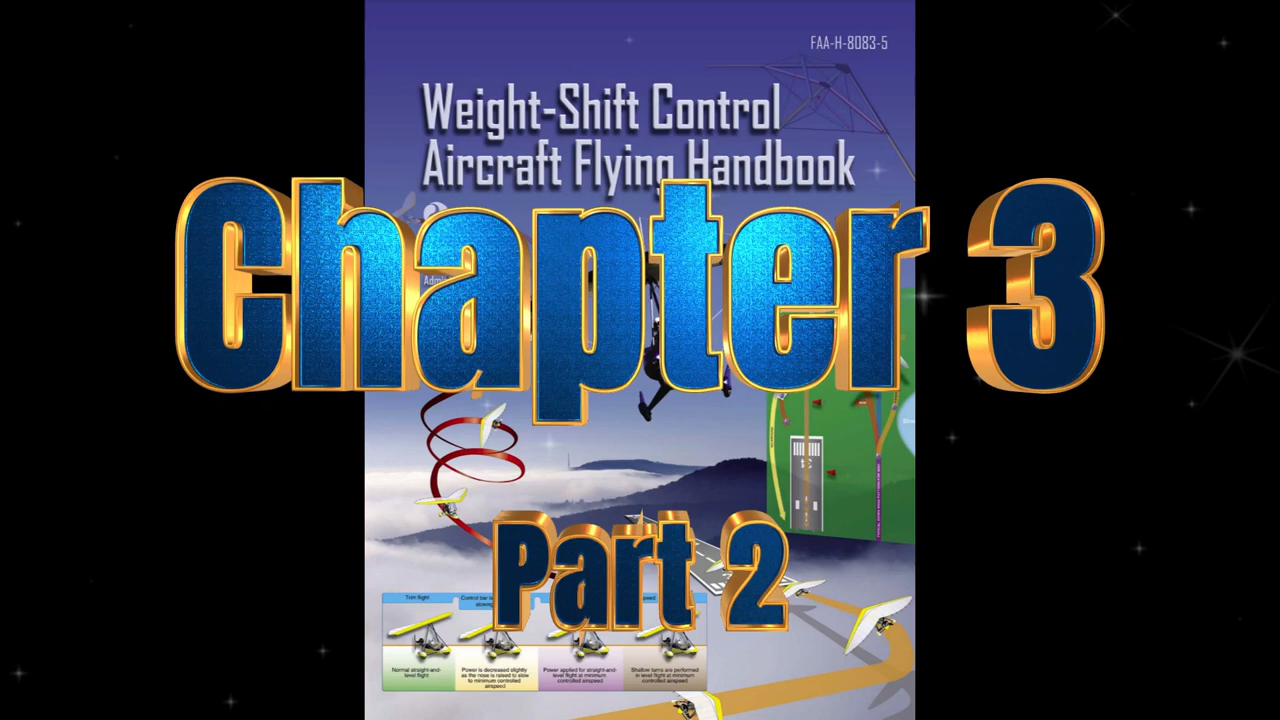 FAA-H-8083-5
Weight-Shift Control
Aircraft Flying Handbook
Chapter 3
Part 2
Trim flight
Control bar
Normal straight-and-
level flight
Power is decreased slightly
as the nose is raised to slow
to minimum controlled
airspeed
Power applied for straight-and-
level flight at minimum
controlled airspeed
Shallow turns are performed
in level flight at minimum
controlled airspeed